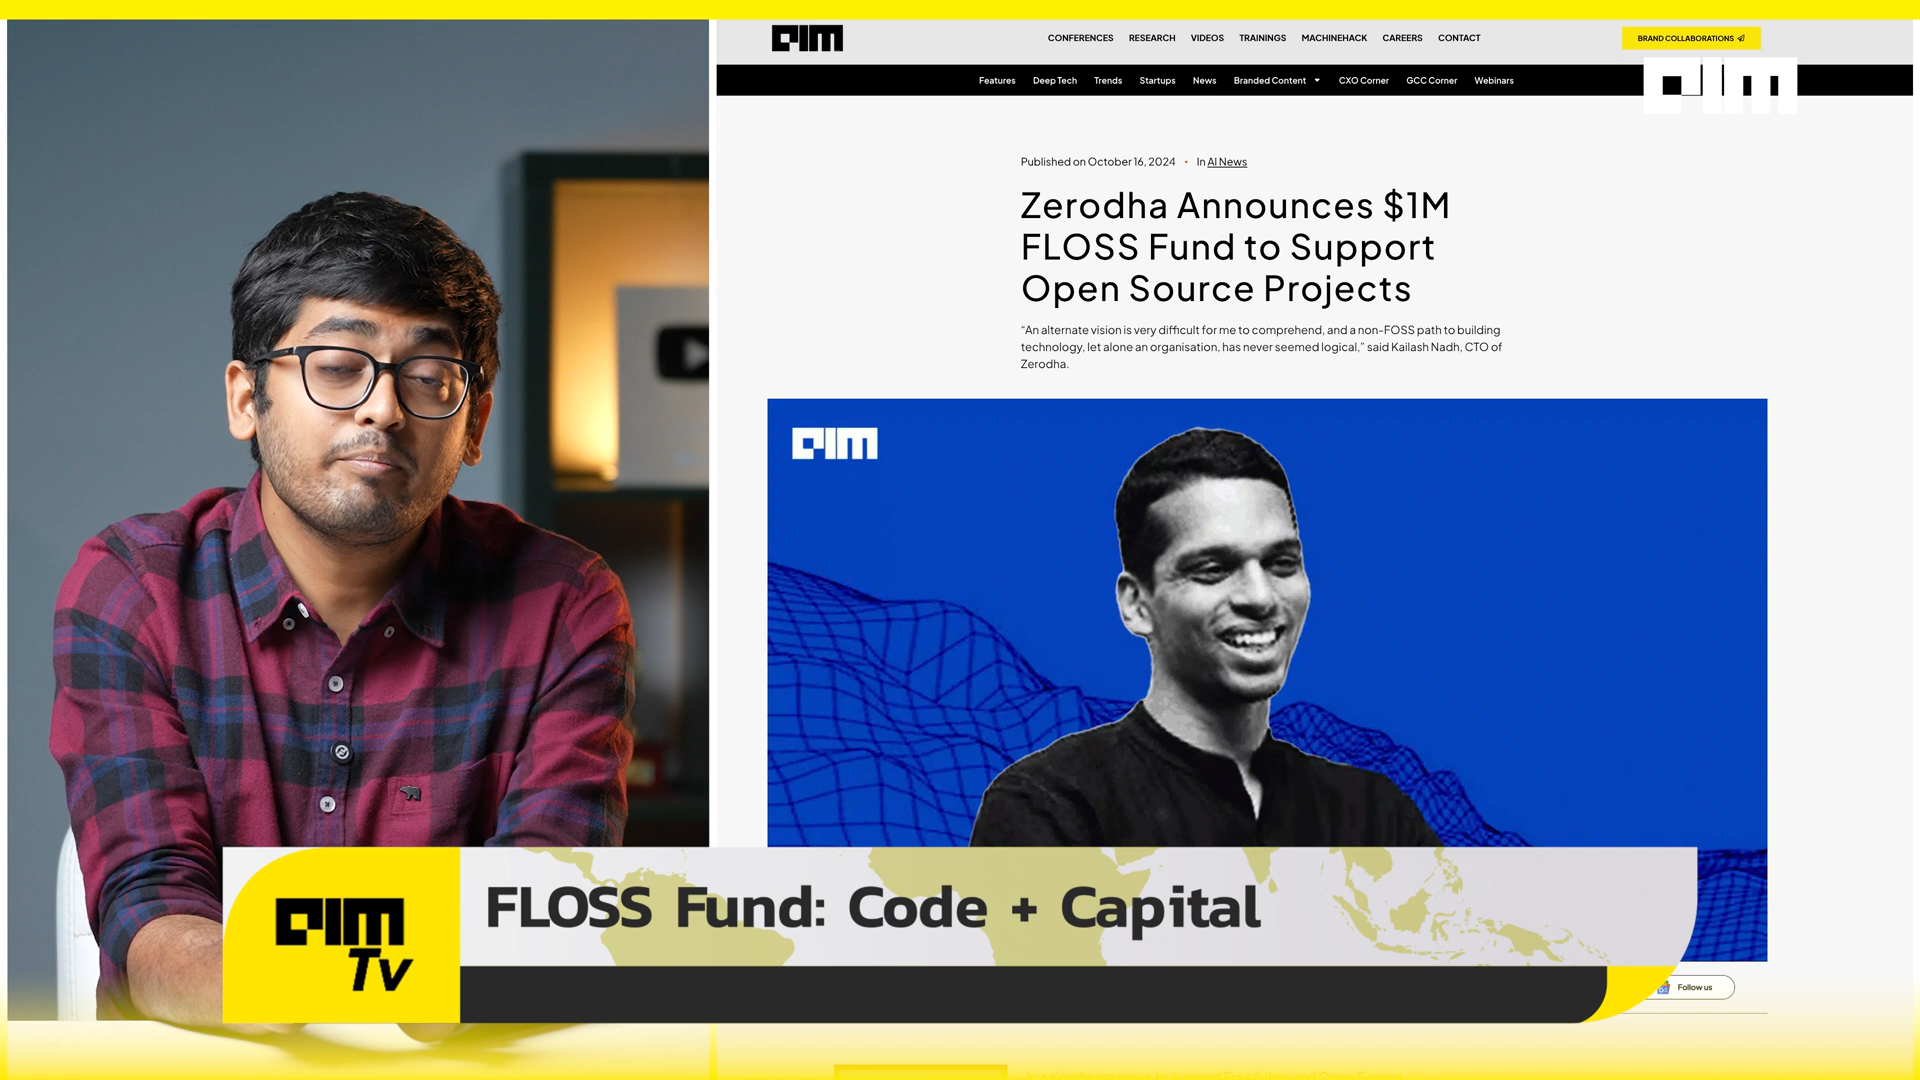 aim
CONFERENCES RESEARCH VIDEOS TRAININGS MACHINEHACK CAREERS CONTACT
BRAND COLLABORATIONS
Features Deep Tech Trends Startups News Branded Content CXO Corner GCC Corner Webinars
aim
Published on October 16, 2024 • In AI News
Zerodha Announces $1M
FLOSS Fund to Support
Open Source Projects
“An alternate vision is very difficult for me to comprehend, and a non-FOSS path to building
technology, let alone an organisation, has never seemed logical,” said Kailash Nadh, CTO of
Zerodha.
aim
FLOSS Fund: Code + Capital
aim
Tv
Follow us